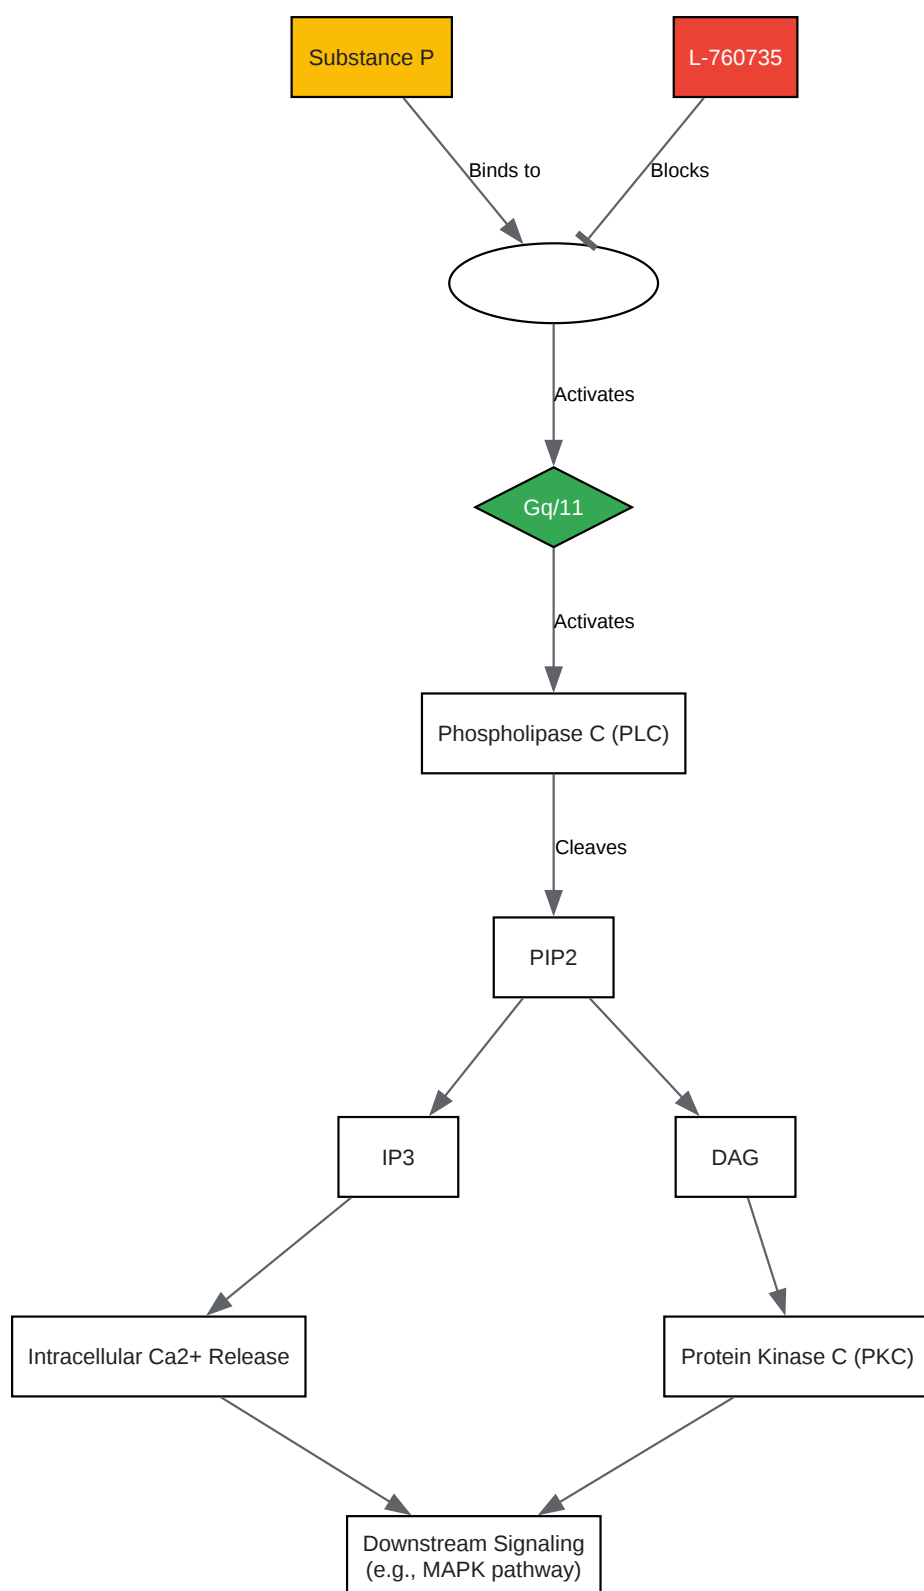 Substance P
L-760735
Binds to
Blocks
Activates
Gq/11
Activates
Phospholipase C (PLC)
Cleaves
PIP2
IP3
DAG
Intracellular Ca2+ Release
Protein Kinase C (PKC)
Downstream Signaling
(e.g., MAPK pathway)